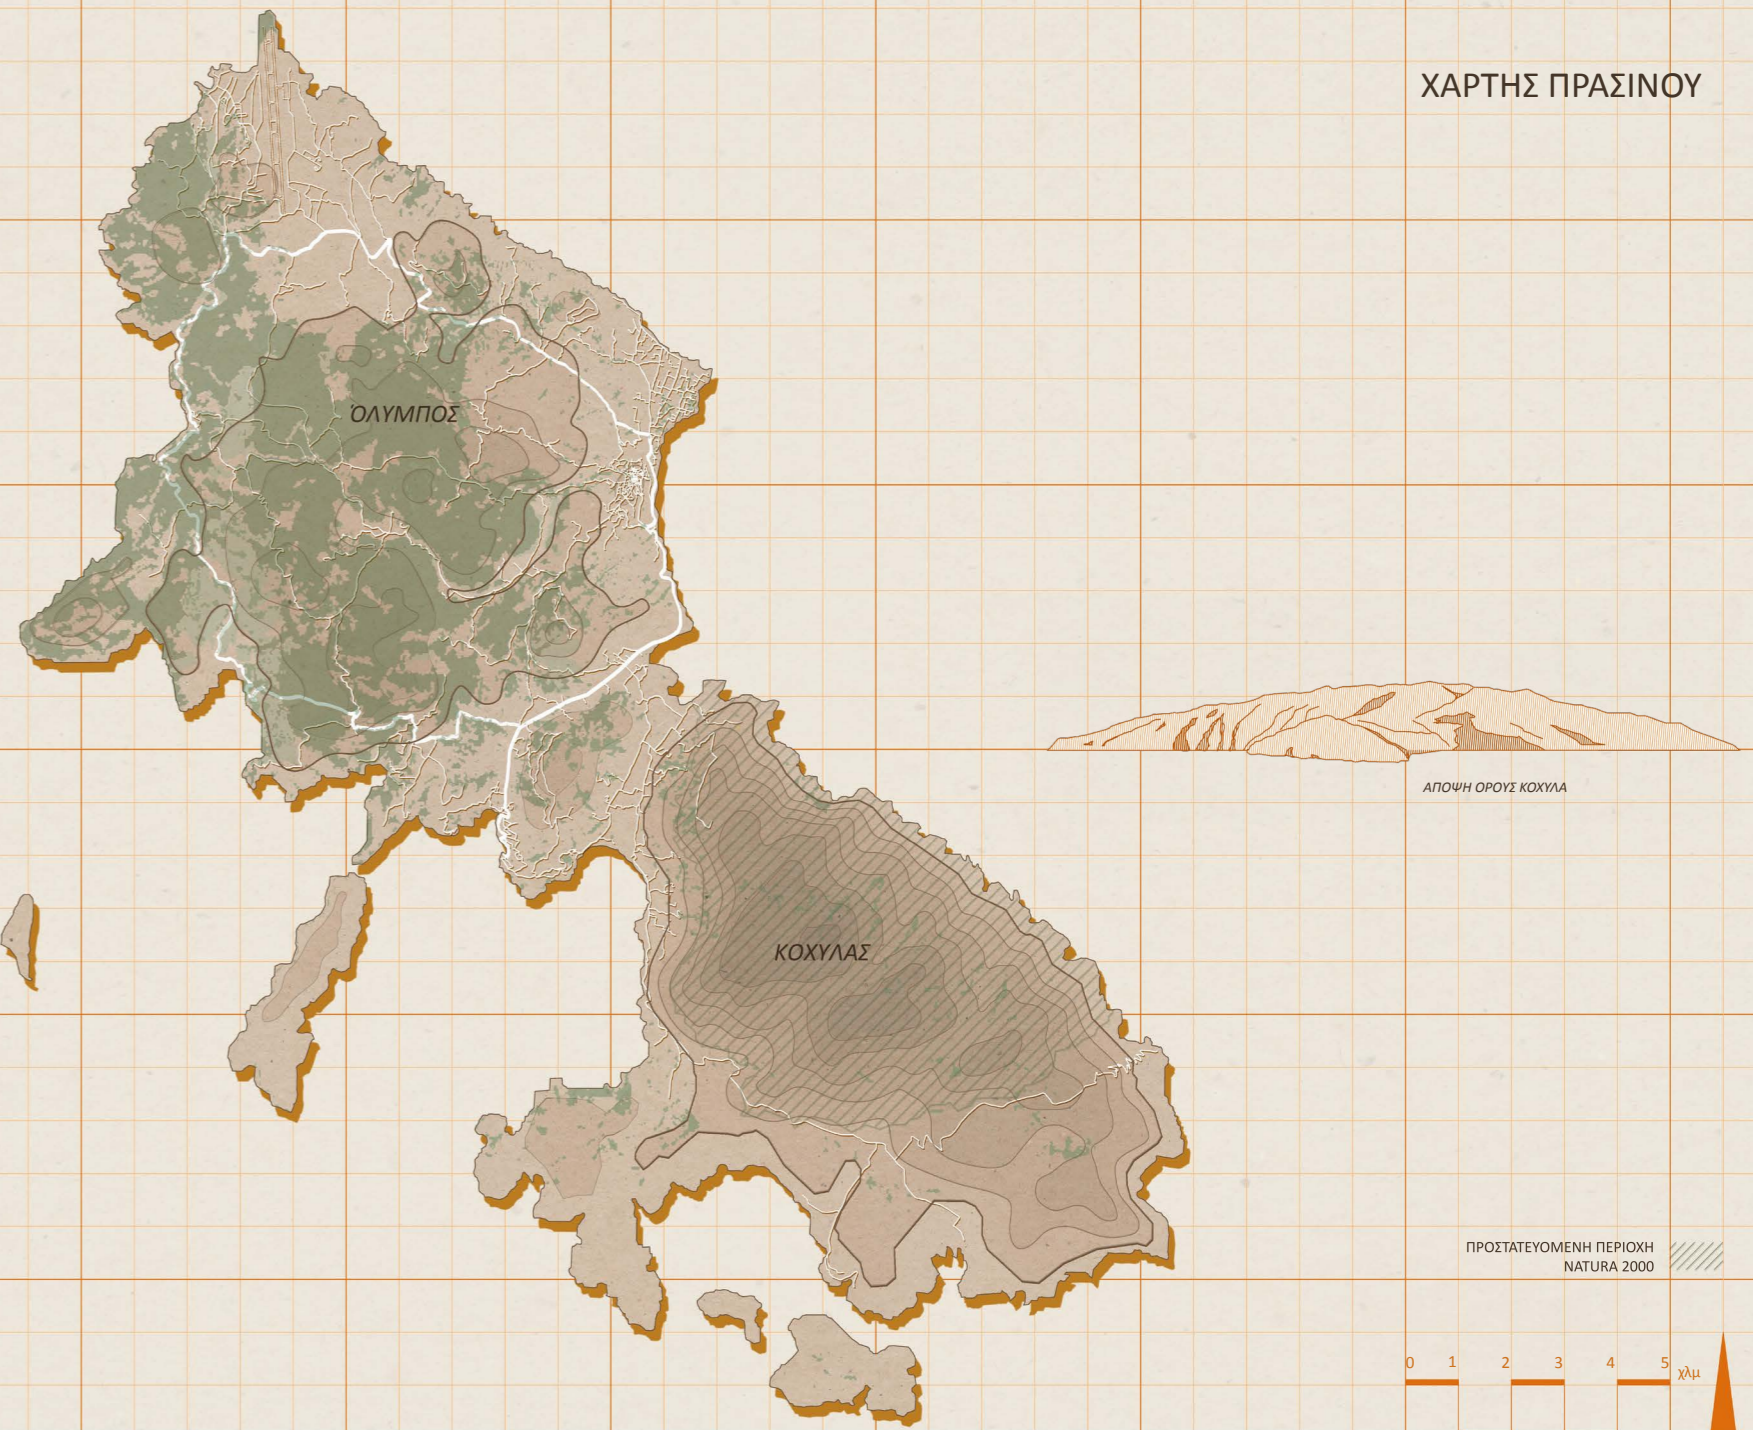 ΧΑΡΤΗΣ ΠΡΑΣΙΝΟΥ
ΌΛΥΜΠΟΣ
ΑΠΟΨΗ ΟΡΟΥΣ ΚΟΧΥΛΑ
ΚΟΧΥΛΑΣ
ΠΡΟΣΤΑΤΕΥΟΜΕΝΗ ΠΕΡΙΟΧΗ
NATURA 2000
0 1 2 3 4 5 χλμ